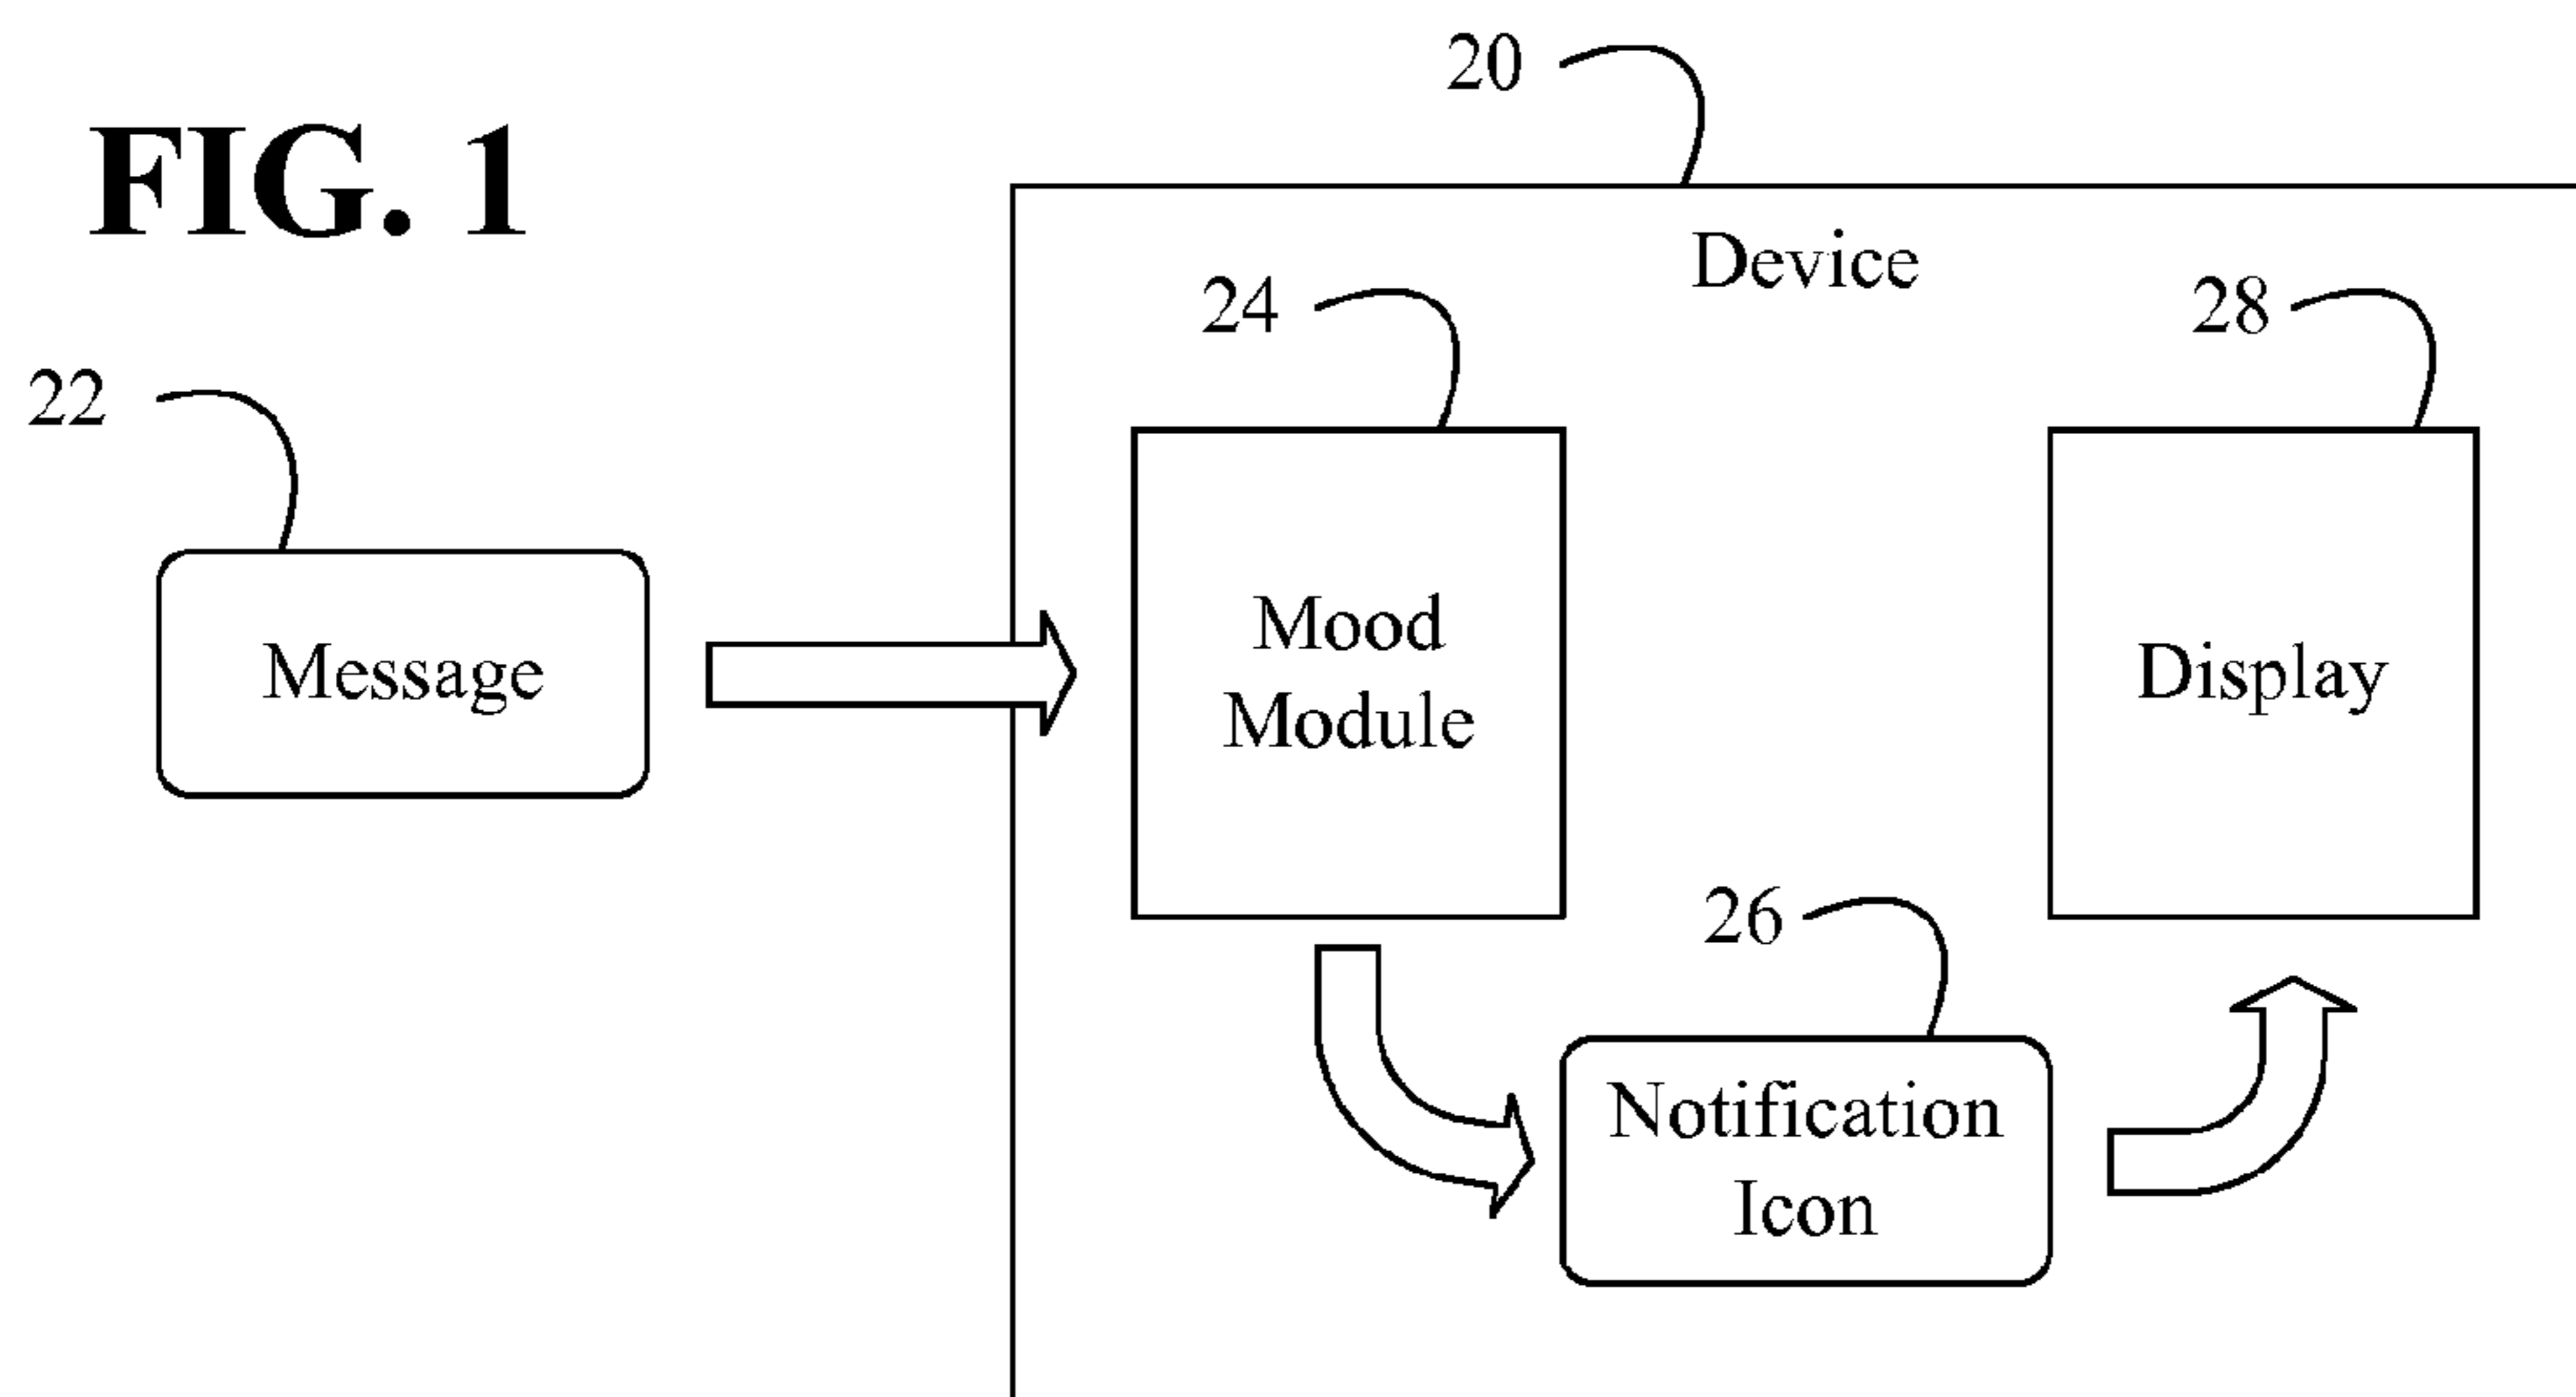 FIG. 1
20
Device
24
28
22
Mood
Module
Message
Display
26
Notification
Icon